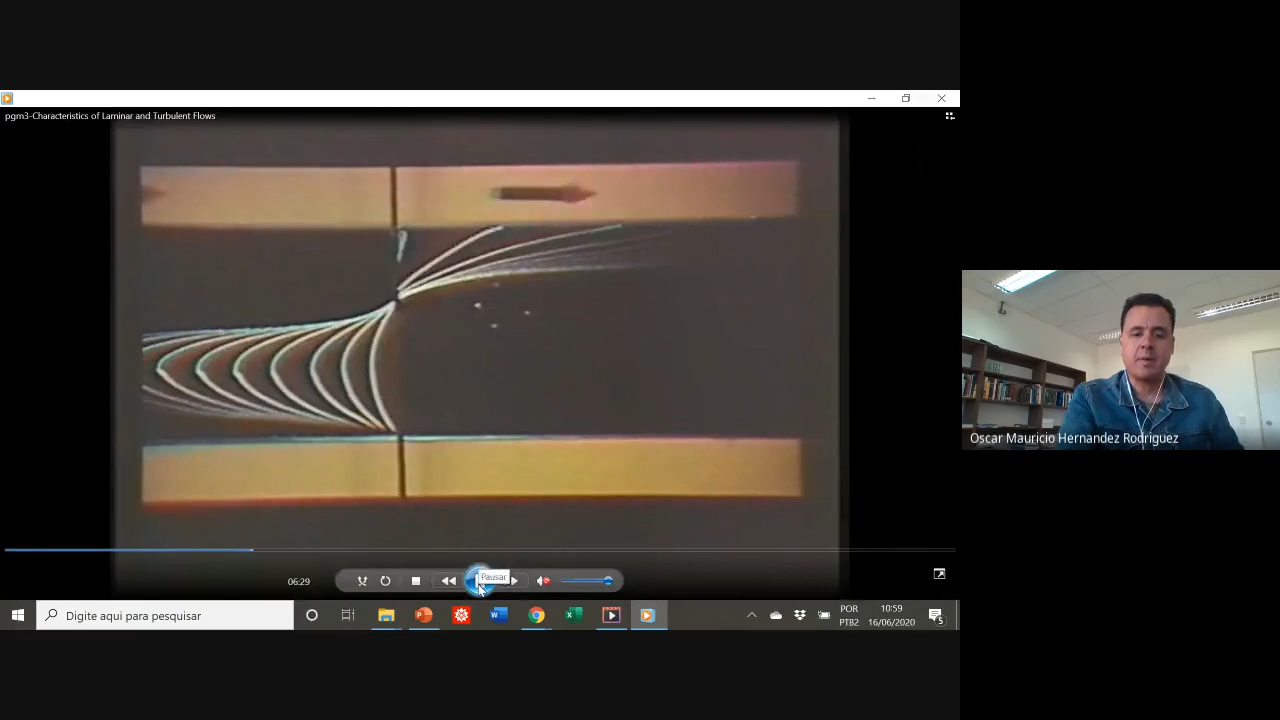 pgm3-Characteristics of Laminar and Turbulent Flows
Oscar Mauricio Hernandez Rodriguez
06:29
Pausar
Digite aqui para pesquisar
POR
PTB2
10:59
16/06/2020
5